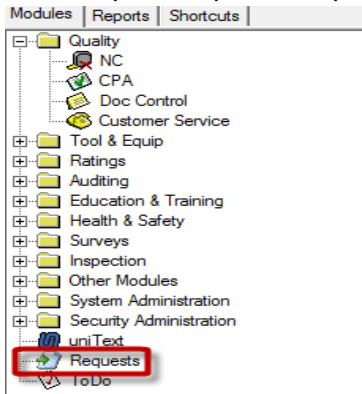 Modules Reports Shortcuts
Quality
NC
CPA
Doc Control
Customer Service
Tool & Equip
Ratings
Auditing
Education & Training
Health & Safety
Surveys
Inspection
Other Modules
System Administration
Security Administration
uniText
Requests
ToDo